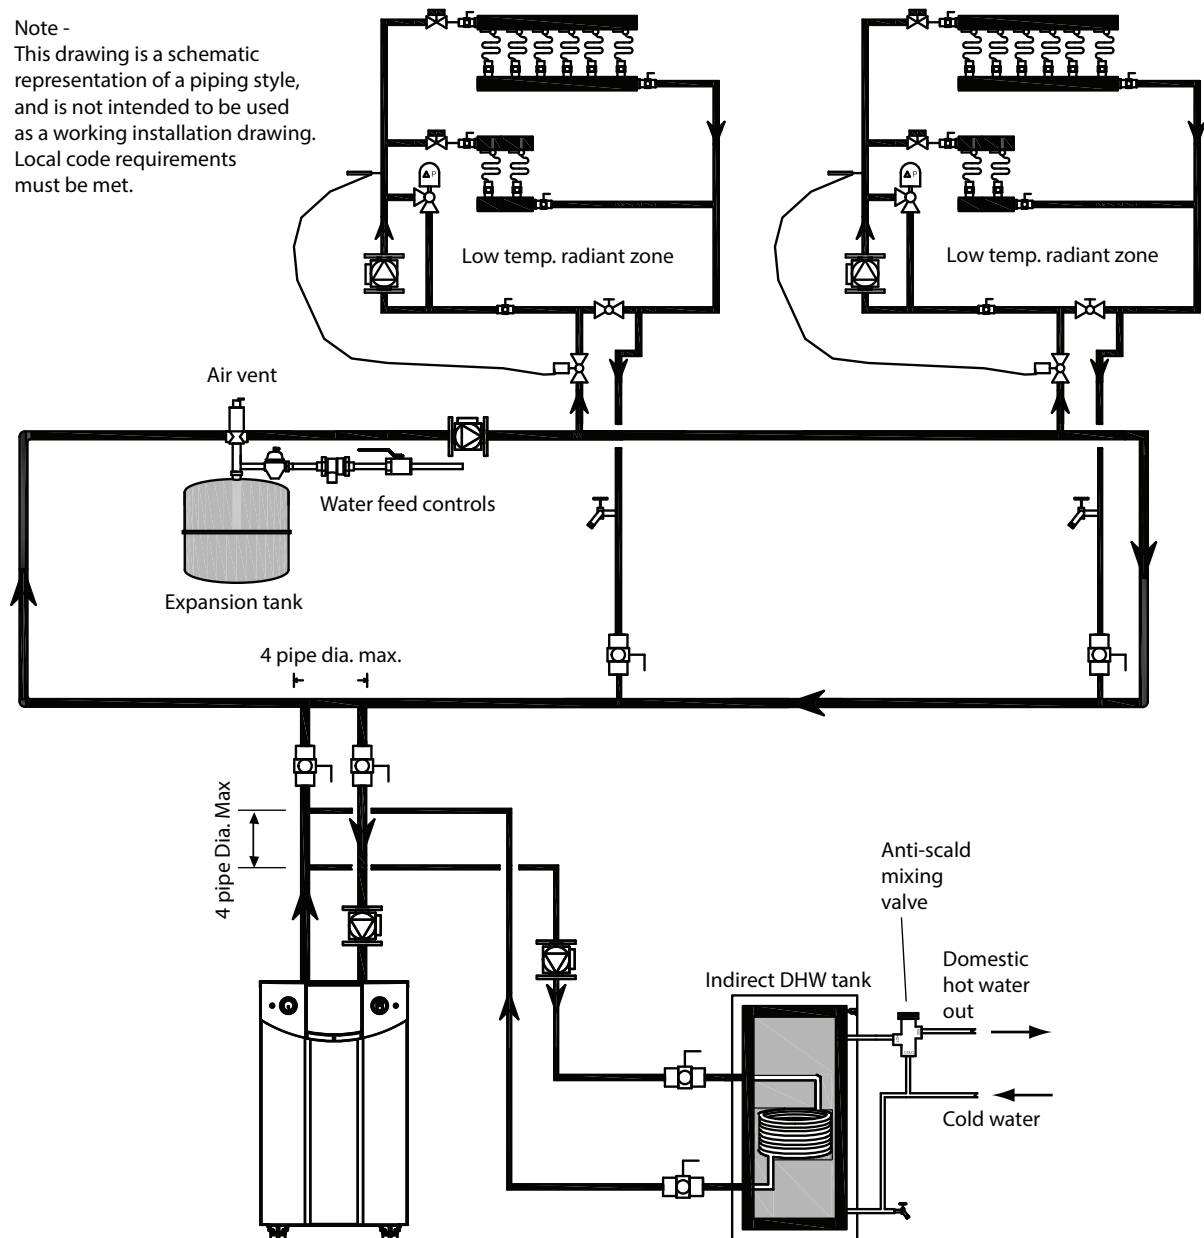 Note -
This drawing is a schematic
representation of a piping style,
and is not intended to be used
as a working installation drawing.
Local code requirements
must be met.
P
P
Low temp. radiant zone
Low temp. radiant zone
Air vent
Water feed controls
Expansion tank
4 pipe dia. max.
4 pipe Dia. Max
Anti-scald
mixing
valve
Indirect DHW tank
Domestic
hot water
out
Cold water